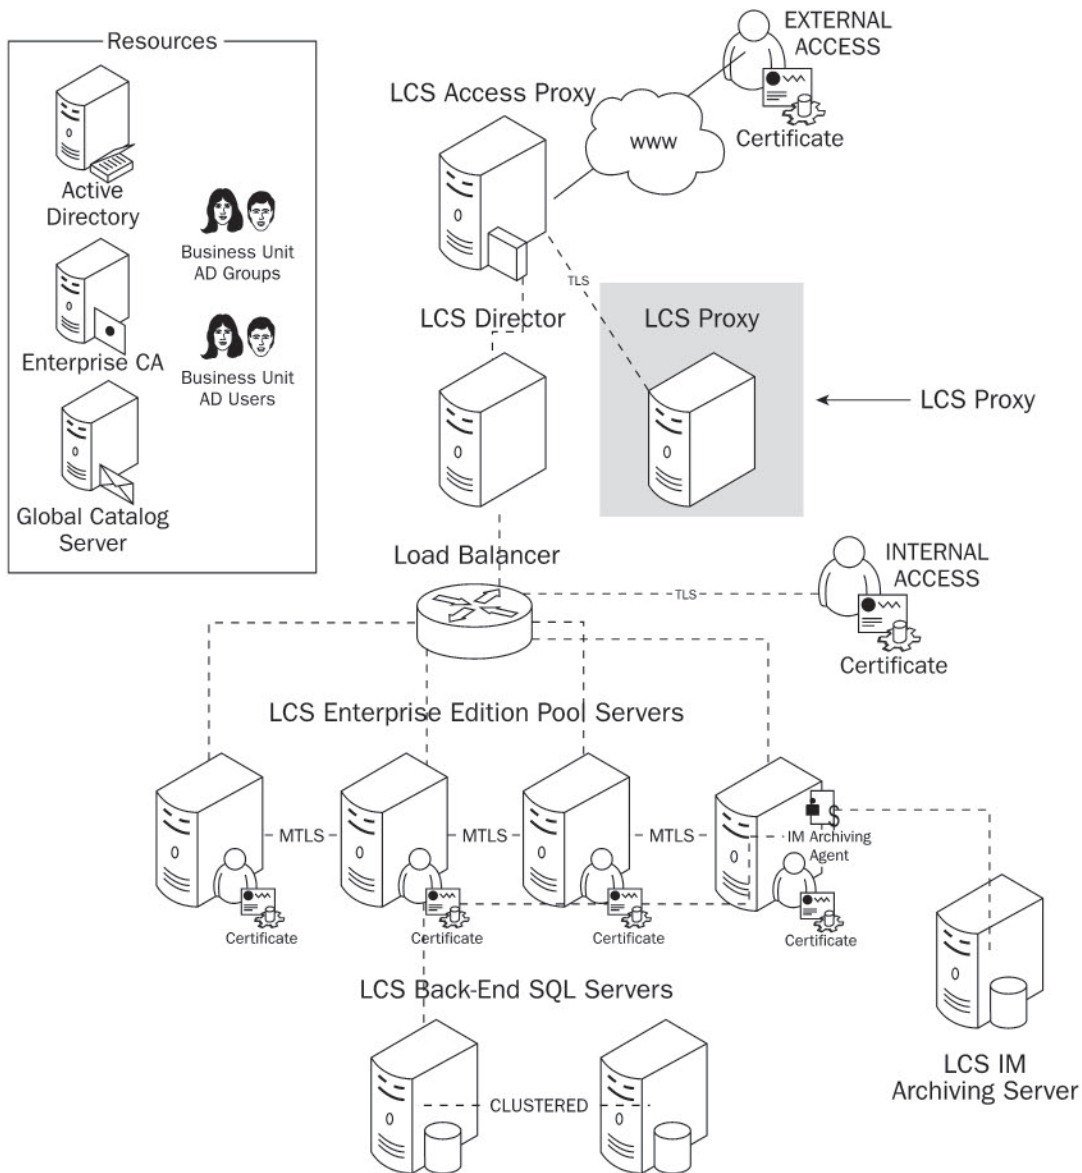 Resources
Active
Directory
Business Unit
AD Groups
Enterprise CA
Business Unit
AD Users
Global Catalog
Server
EXTERNAL
ACCESS
Certificate
LCS Access Proxy
www
TLS
LCS Director
LCS Proxy
LCS Proxy
Load Balancer
TLS
INTERNAL
ACCESS
Certificate
LCS Enterprise Edition Pool Servers
MTLS
MTLS
MTLS
$
IM Archiving
Agent
Certificate
Certificate
Certificate
Certificate
LCS Back-End SQL Servers
CLUSTERED
LCS IM
Archiving Server